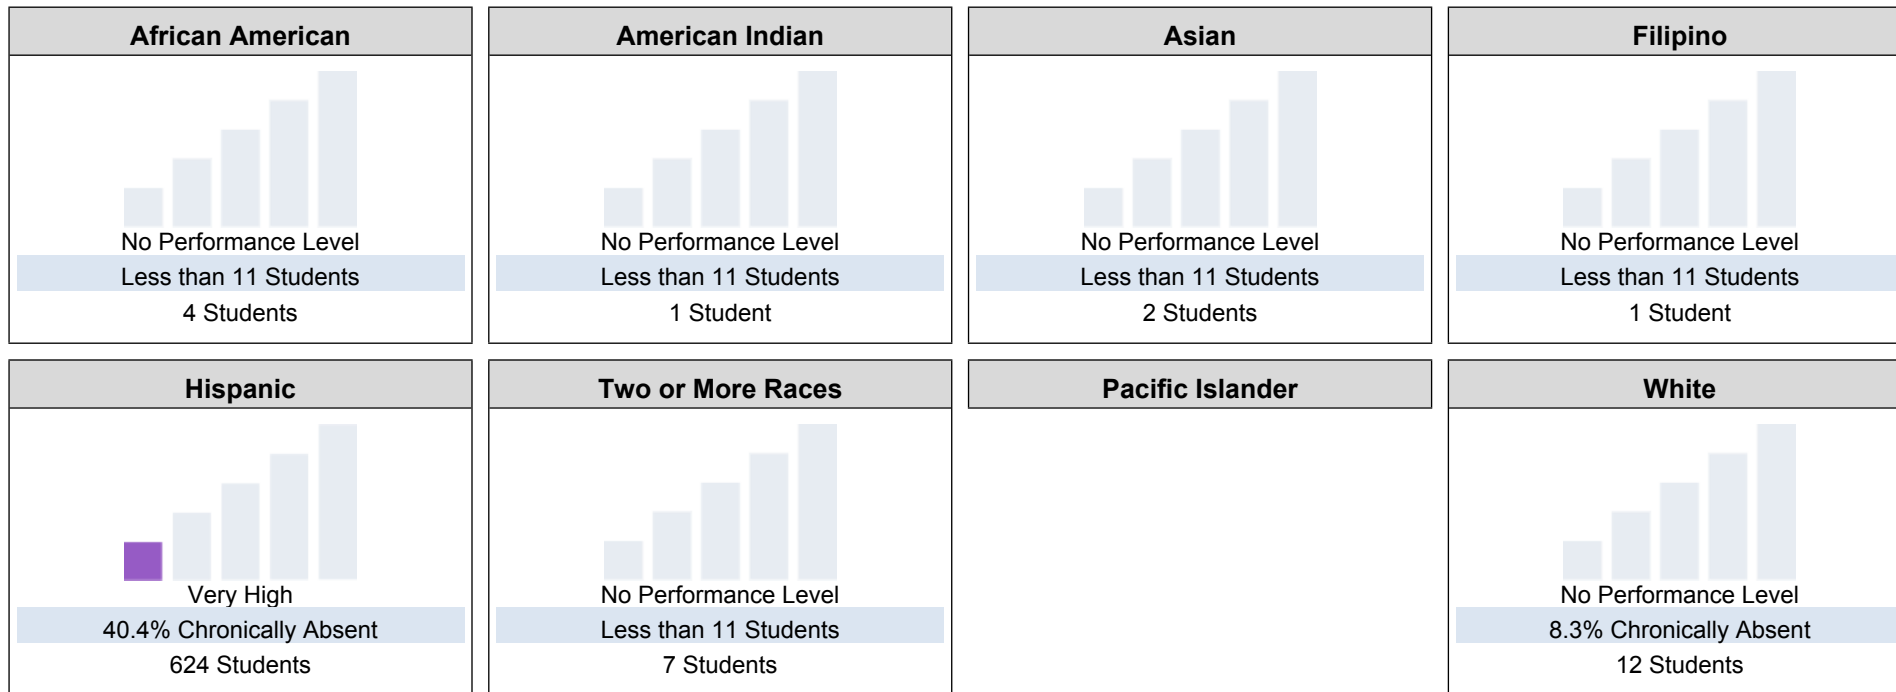 African American
No Performance Level
Less than 11 Students
4 Students
American Indian
No Performance Level
Less than 11 Students
1 Student
Asian
No Performance Level
Less than 11 Students
2 Students
Filipino
No Performance Level
Less than 11 Students
1 Student
Hispanic
Very High
40.4% Chronically Absent
624 Students
Two or More Races
No Performance Level
Less than 11 Students
7 Students
Pacific Islander
White
No Performance Level
8.3% Chronically Absent
12 Students